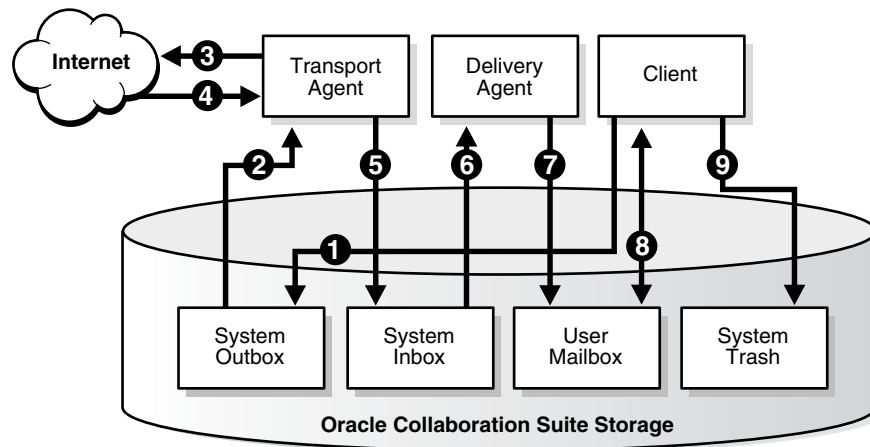 Internet
3
4
Transport
Agent
Delivery
Agent
Client
2
5
6
7
9
1
8
System
Outbox
System
Inbox
User
Mailbox
System
Trash
Oracle Collaboration Suite Storage